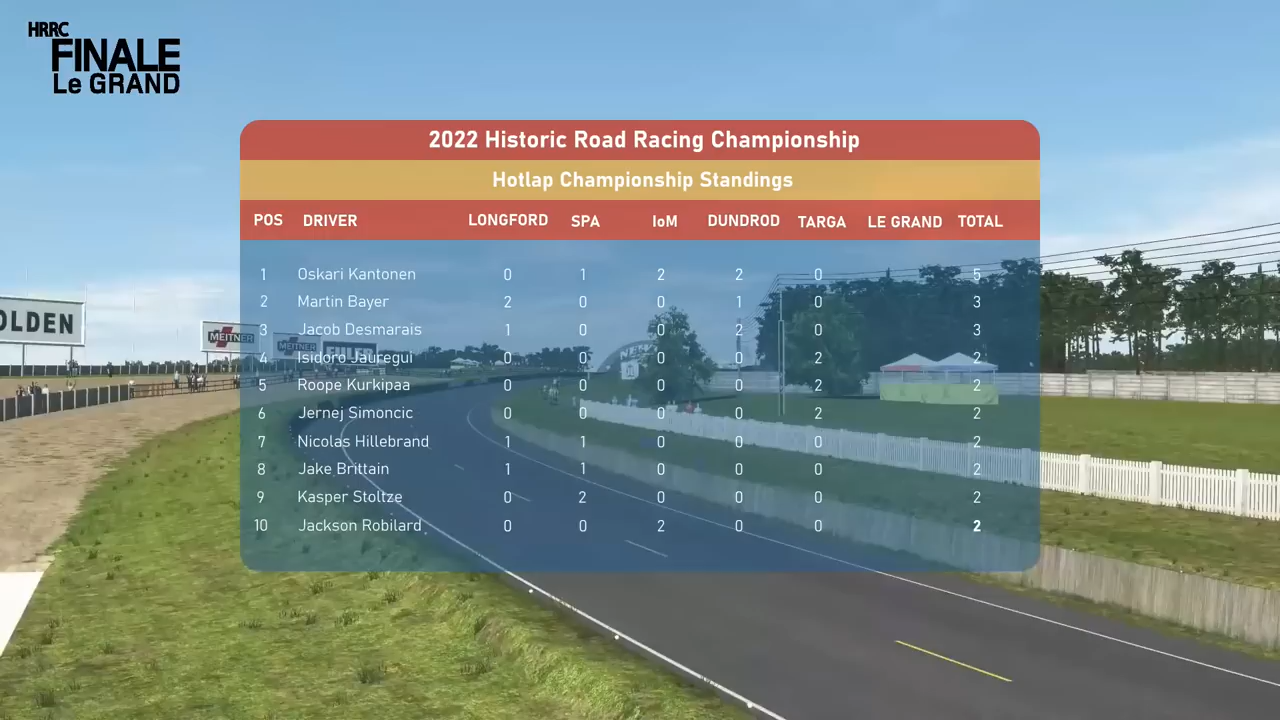 HRRC
FINALE
Le GRAND
2022 Historic Road Racing Championship
Hotlap Championship Standings
POS DRIVER LONGFORD SPA IoM DUNDROD TARGA LE GRAND TOTAL
1 Oskari Kantonen 0 1 2 2 0 5
2 Martin Bayer 2 0 0 1 0 3
3 Jacob Desmarais 1 0 0 2 0 3
4 Isidoro Jauregui 0 0 0 0 2 2
5 Roope Kurkipaa 0 0 0 0 2 2
6 Jernej Simoncic 0 0 0 0 2 2
7 Nicolas Hillebrand 1 1 0 0 0 2
8 Jake Brittain 1 1 0 0 0 2
9 Kasper Stoltze 0 2 0 0 0 2
10 Jackson Robilard 0 0 2 0 0 2
OLDEN
MEITNER
MEITNER